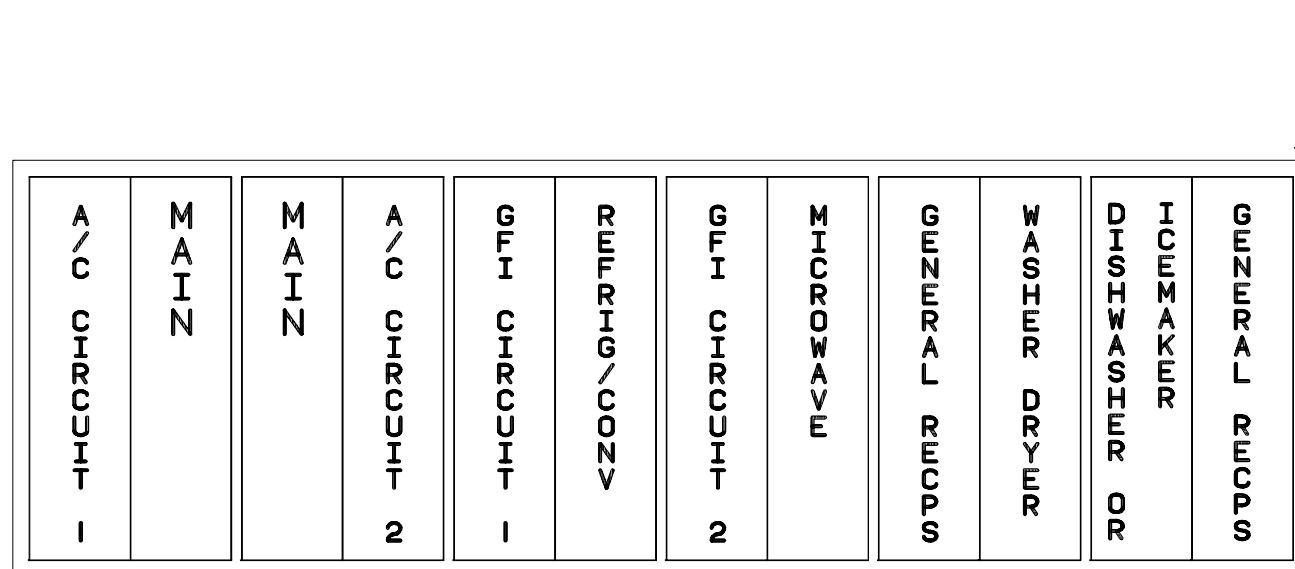 A/C CIRCUIT 1
MAIN
MAIN
A/C CIRCUIT 2
GFI CIRCUIT 1
REFRIG/CONV
GFI CIRCUIT 2
MICROWAVE
GENERAL RECPS
WASHER DRYER
DISHWASHER OR
ICEMAKER
GENERAL RECPS